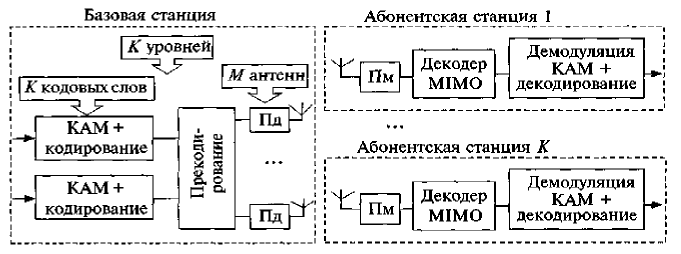 Базовая станция
K уровней
M антенн
K кодовых слов
КАМ +
кодирование
КАМ +
кодирование
Прекоди-
рование
Пд
...
Пд
Абонентская станция 1
Пм
Декодер
MIMO
Демодуляция
КАМ +
декодирование
...
Абонентская станция K
Пм
Декодер
MIMO
Демодуляция
КАМ +
декодирование